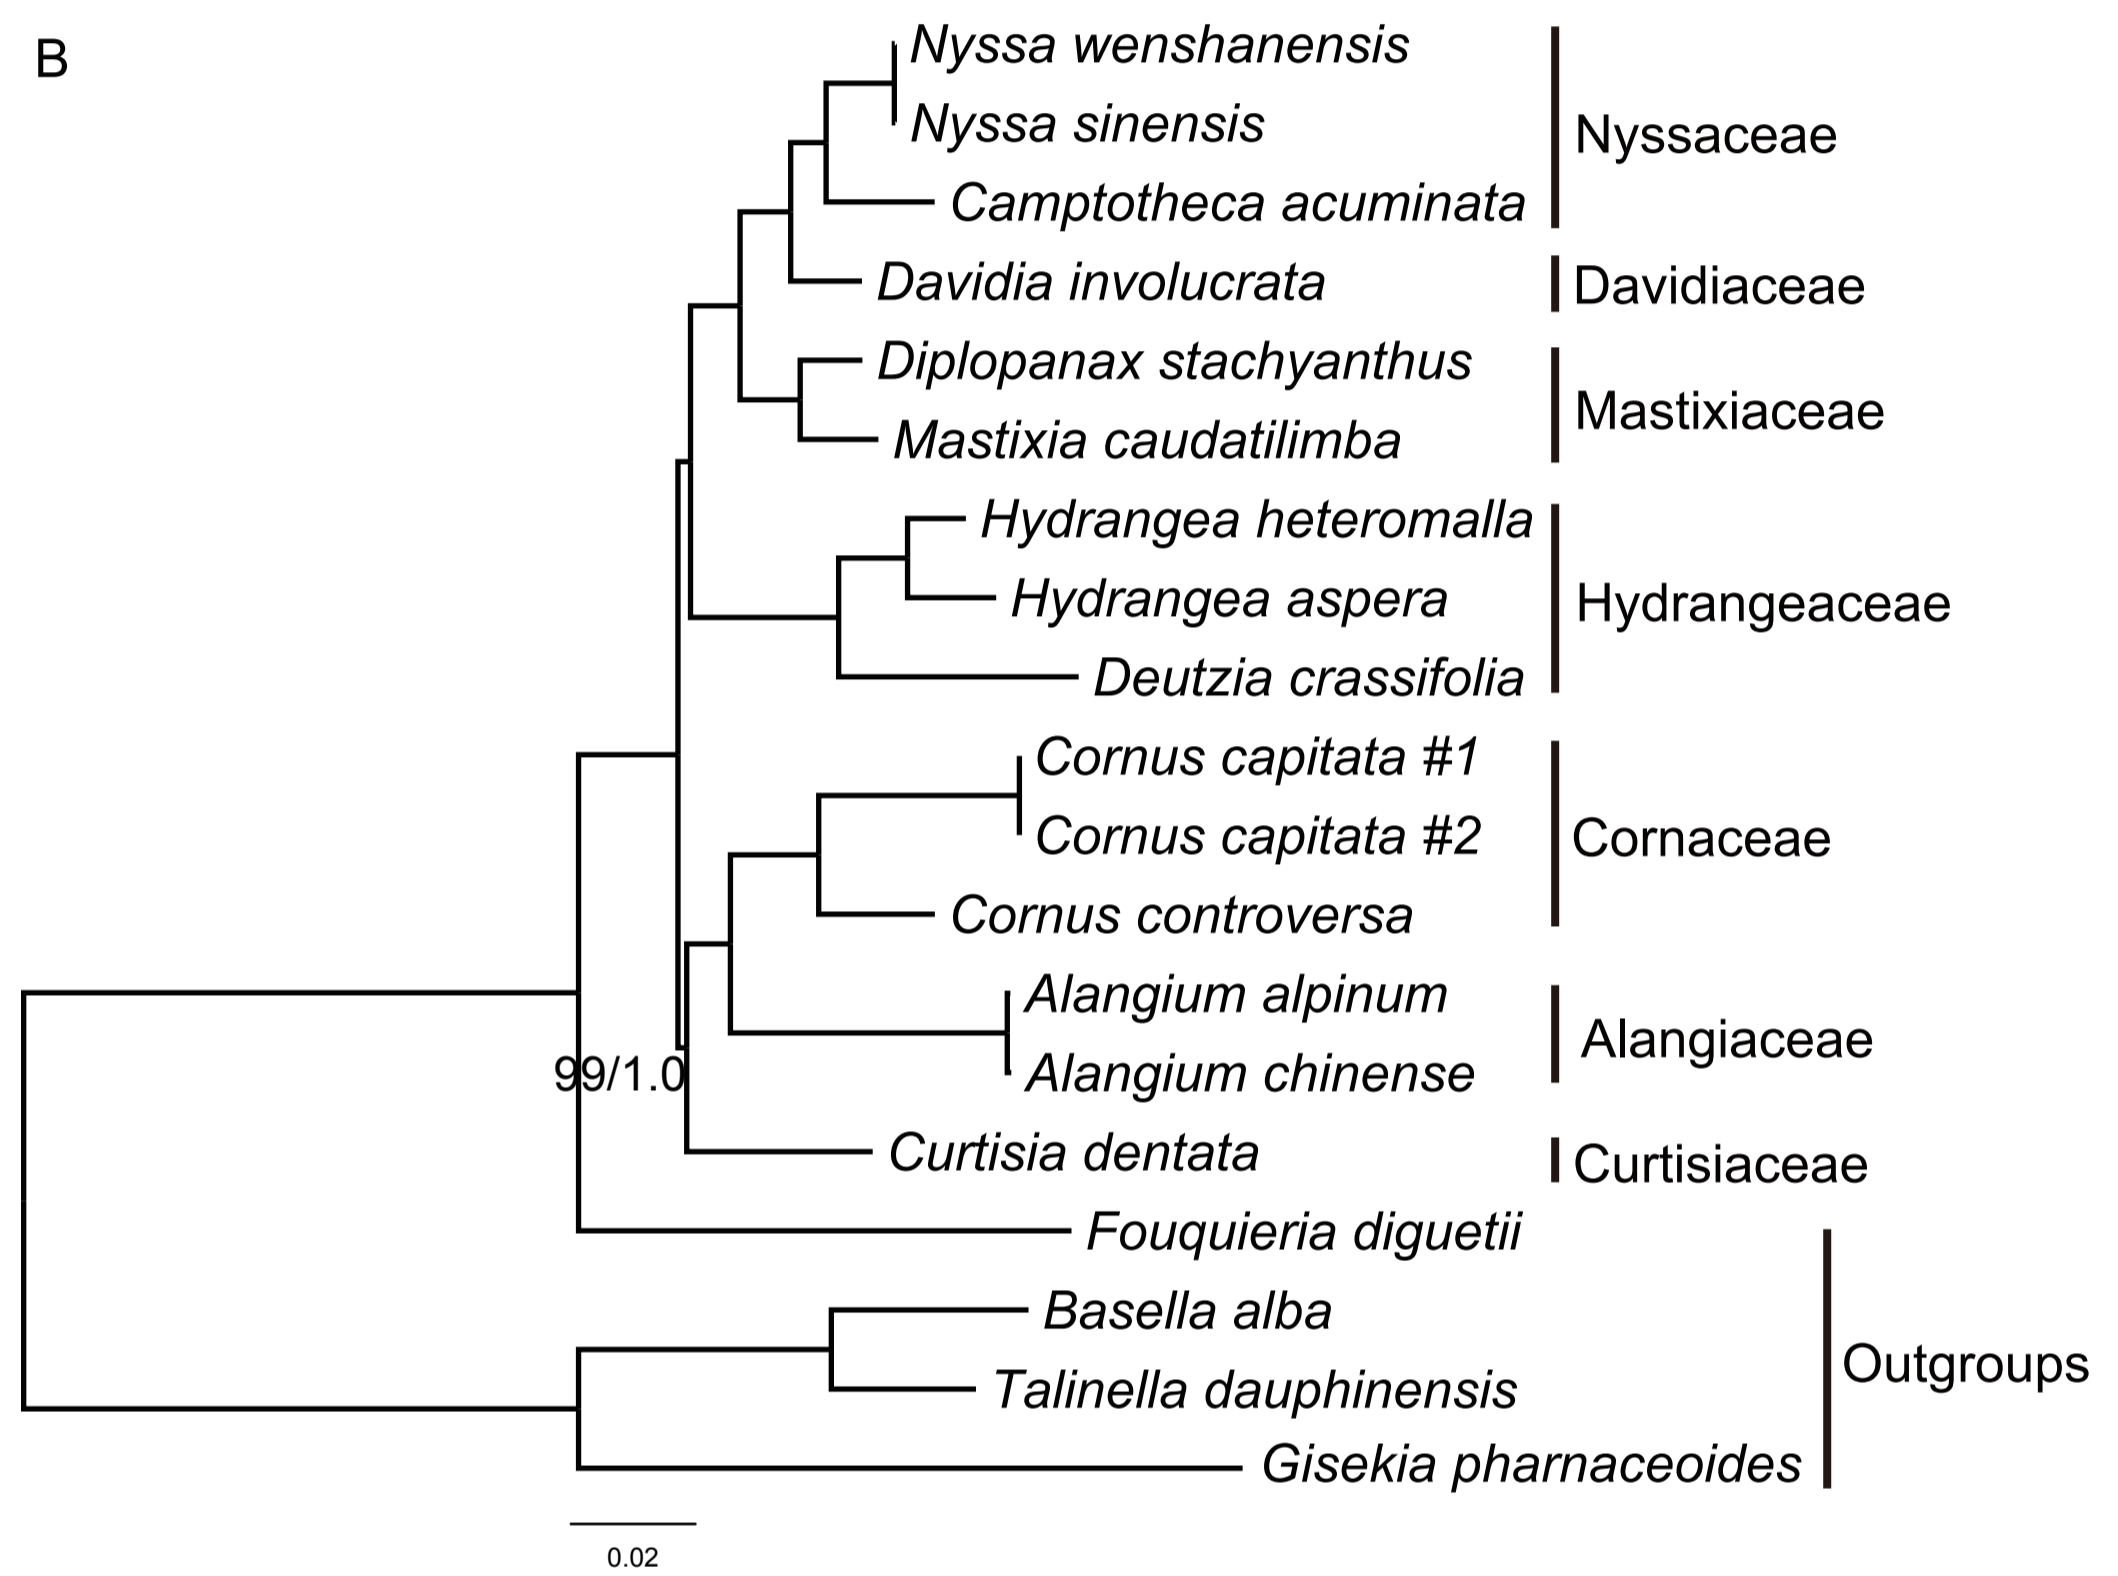 B
Nyssa wenshanensis
Nyssa sinensis
Nyssaceae
Camptotheca acuminata
Davidia involucrata
Davidiaceae
Diplopanax stachyanthus
Mastixiaceae
Mastixia caudatilimba
Hydrangea heteromalla
Hydrangea aspera
Hydrangeaceae
Deutzia crassifolia
Cornus capitata #1
Cornus capitata #2
Cornaceae
Cornus controversa
Alangium alpinum
Alangiaceae
99/1.0
Alangium chinense
Curtisia dentata
Curtisiaceae
Fouquieria diguetii
Basella alba
Outgroups
Talinella dauphinensis
Gisekia pharnaceoides
0.02